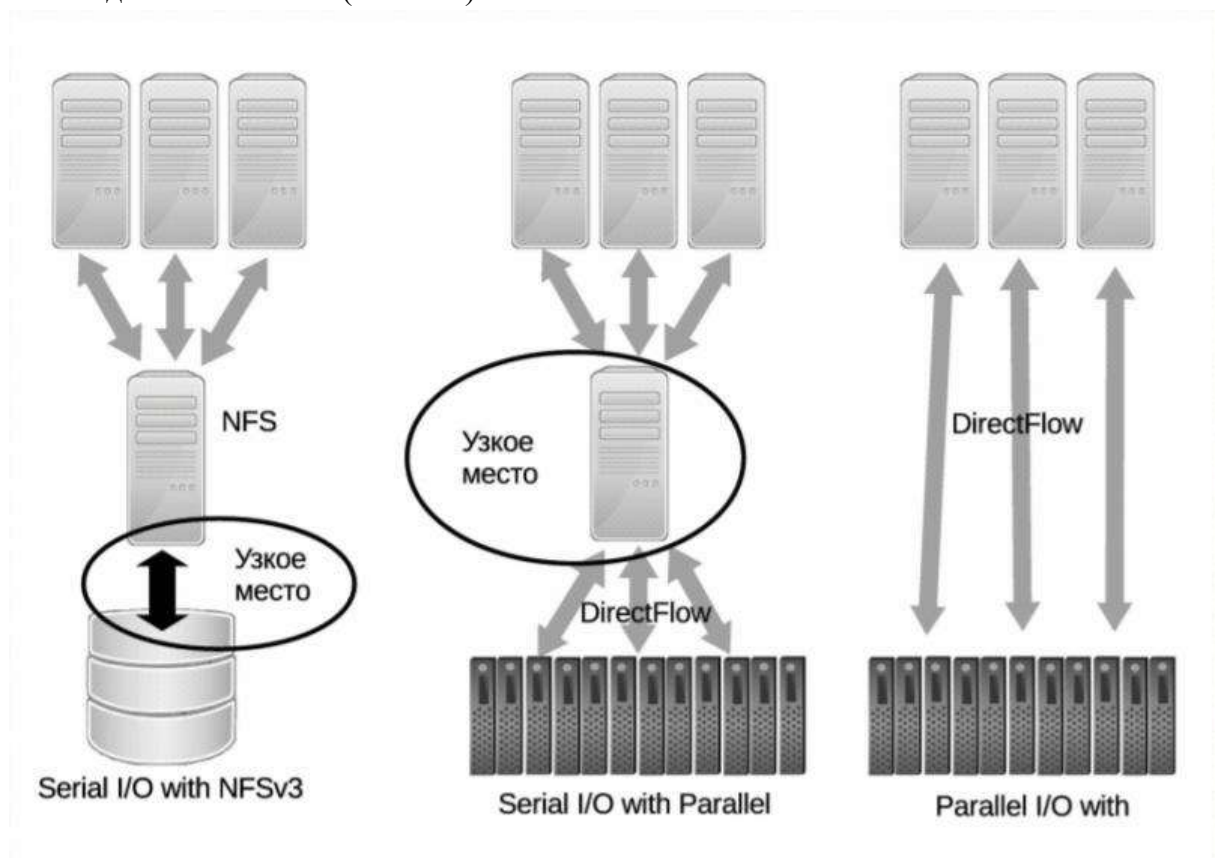 NFS
Узкое
место
Serial I/O with NFSv3
Узкое
место
DirectFlow
Serial I/O with Parallel
DirectFlow
Parallel I/O with